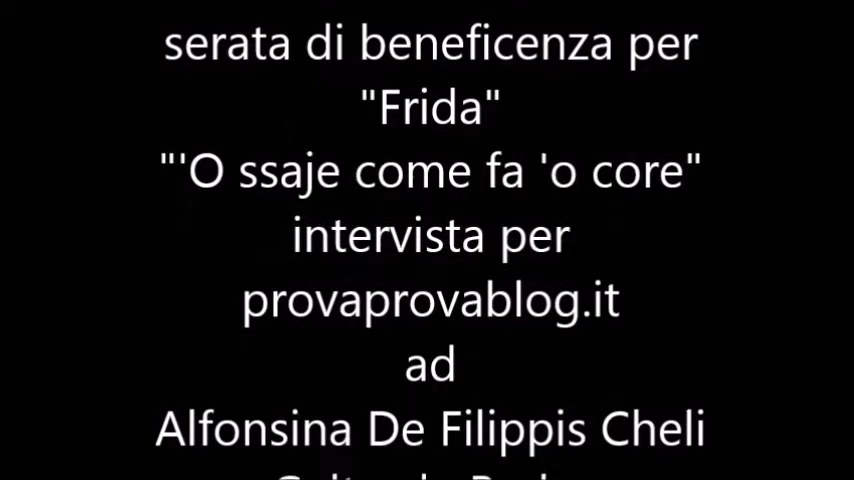 serata di beneficenza per
"Frida"
"'O ssaje come fa 'o core"
intervista per
provaprovablog.it
ad
Alfonsina De Filippis Cheli